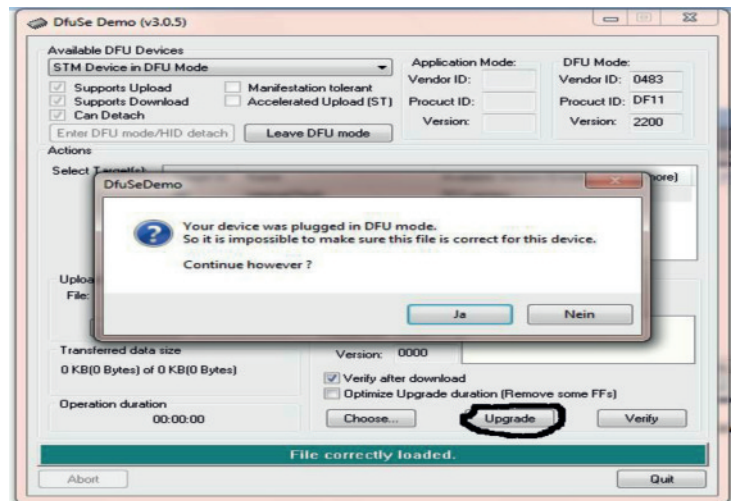 DfuSe Demo (v3.0.5)
Available DFU Devices
STM Device in DFU Mode
Application Mode:
DFU Mode:
Supports Upload
Manifestation tolerant
Vendor ID:
Vendor ID: 0483
Supports Download
Accelerated Upload (ST)
Procuct ID:
Procuct ID: DF11
Can Detach
Version:
Version: 2200
Enter DFU mode/HID detach
Leave DFU mode
Actions
Select
DfuSeDemo
Your device was plugged in DFU mode.
So it is impossible to make sure this file is correct for this device.
Continue however ?
Ja
Nein
File:
Transferred data size
Version: 0000
0 KB(0 Bytes) of 0 KB(0 Bytes)
Verify after download
Optimize Upgrade duration (Remove some FFs)
Operation duration
00:00:00
Choose...
Upgrade
Verify
File correctly loaded.
Abort
Quit